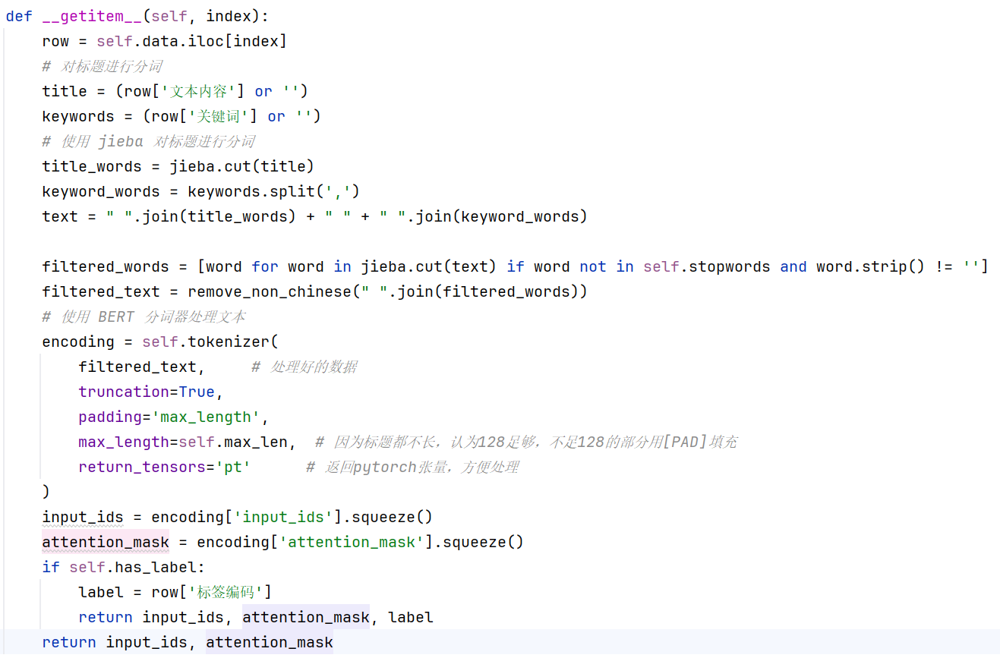 def __getitem__(self, index):
    row = self.data.iloc[index]
    # 对标题进行分词
    title = (row['文本内容'] or '')
    keywords = (row['关键词'] or '')
    # 使用 jieba 对标题进行分词
    title_words = jieba.cut(title)
    keyword_words = keywords.split(',')
    text = " ".join(title_words) + " " + " ".join(keyword_words)

    filtered_words = [word for word in jieba.cut(text) if word not in self.stopwords and word.strip() != '']
    filtered_text = remove_non_chinese(" ".join(filtered_words))
    # 使用 BERT 分词器处理文本
    encoding = self.tokenizer(
        filtered_text,     # 处理好的数据
        truncation=True,
        padding='max_length',
        max_length=self.max_len,  # 因为标题都不长，认为128足够，不足128的部分用[PAD]填充
        return_tensors='pt'      # 返回pytorch张量，方便处理
    )
    input_ids = encoding['input_ids'].squeeze()
    attention_mask = encoding['attention_mask'].squeeze()
    if self.has_label:
        label = row['标签编码']
        return input_ids, attention_mask, label
    return input_ids, attention_mask